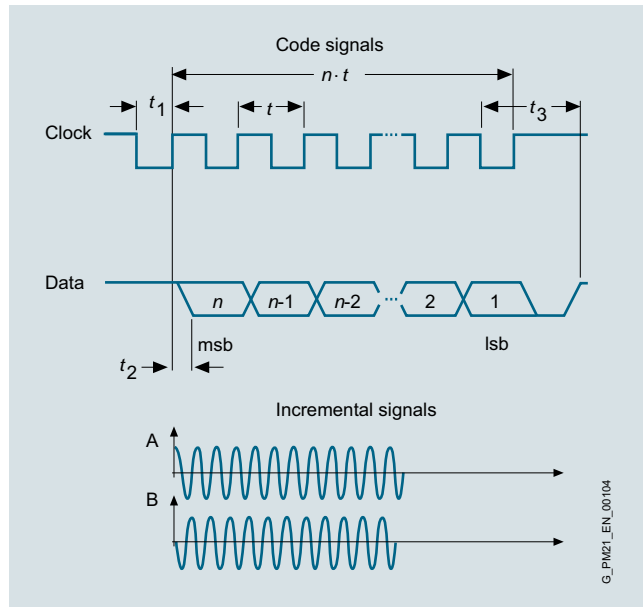 Code signals
n· t
t1
t
t3
Clock
Data
n
n-1
n-2
2
1
msb
lsb
t2
Incremental signals
A
B
G_PM21_EN_00104